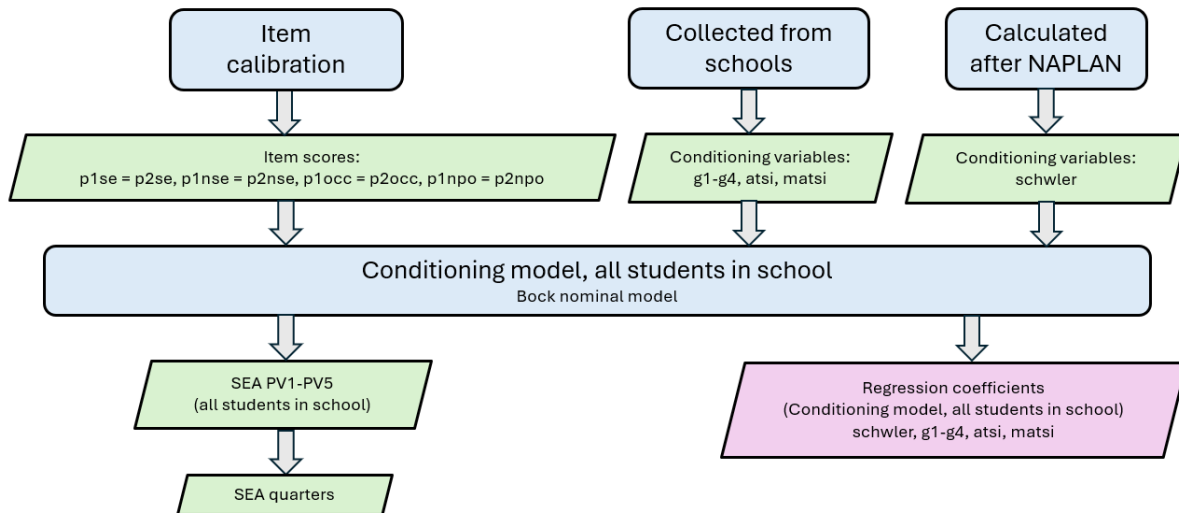 Item
calibration
Collected from
schools
Calculated
after NAPLAN
Item scores:
p1se = p2se, p1nse = p2nse, p1occ = p2occ, p1npo = p2npo
Conditioning variables:
g1-g4, atsi, matsi
Conditioning variables:
schwler
Conditioning model, all students in school
Bock nominal model
SEA PV1-PV5
(all students in school)
Regression coefficients
(Conditioning model, all students in school)
schwler, g1-g4, atsi, matsi
SEA quarters